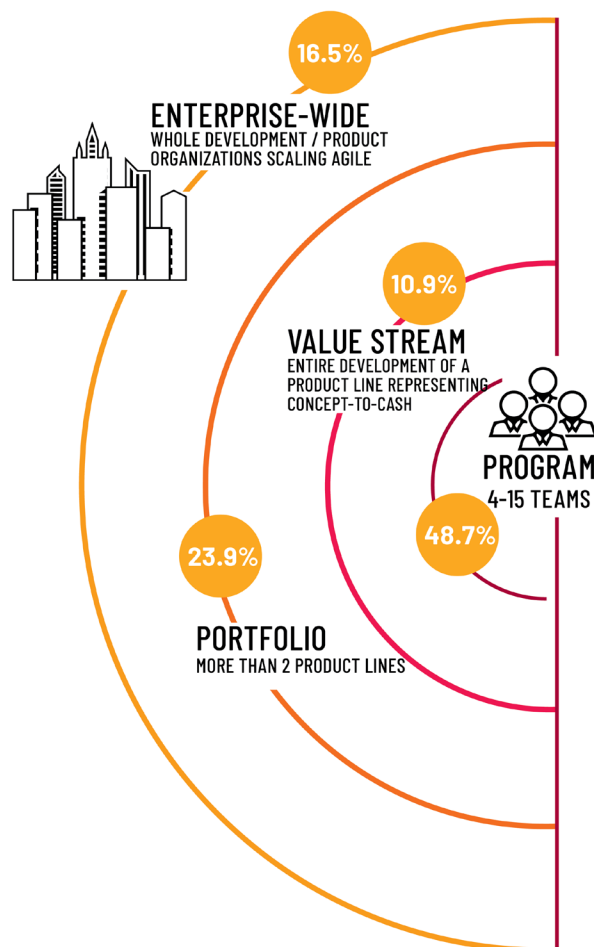 16.5%
ENTERPRISE-WIDE
WHOLE DEVELOPMENT / PRODUCT
ORGANIZATIONS SCALING AGILE
10.9%
VALUE STREAM
ENTIRE DEVELOPMENT OF A
PRODUCT LINE REPRESENTING
CONCEPT-TO-CASH
PROGRAM
4-15 TEAMS
48.7%
23.9%
PORTFOLIO
MORE THAN 2 PRODUCT LINES